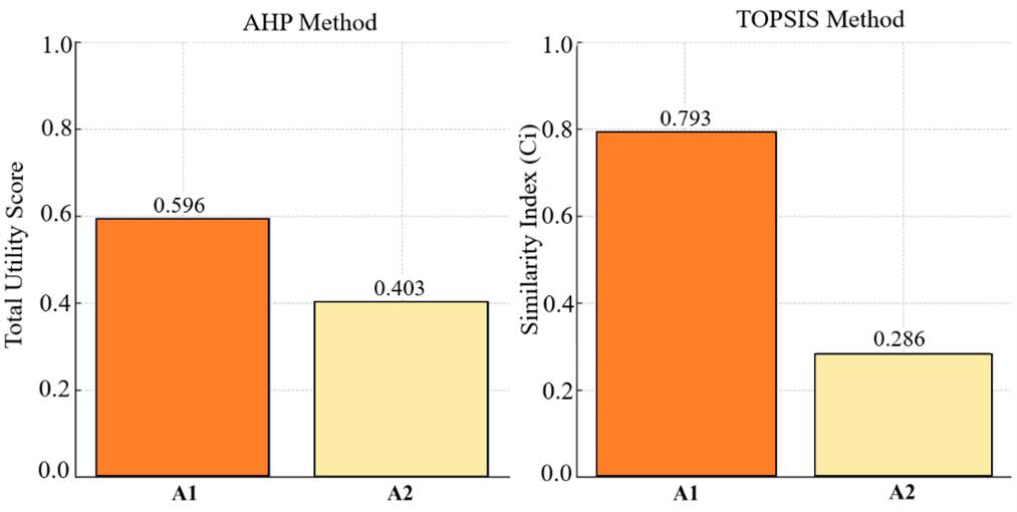 AHP Method
Total Utility Score
1.0
0.8
0.6
0.4
0.2
0.0
0.596
0.403
A1
A2
TOPSIS Method
Similarity Index (Ci)
1.0
0.8
0.6
0.4
0.2
0.0
0.793
0.286
A1
A2